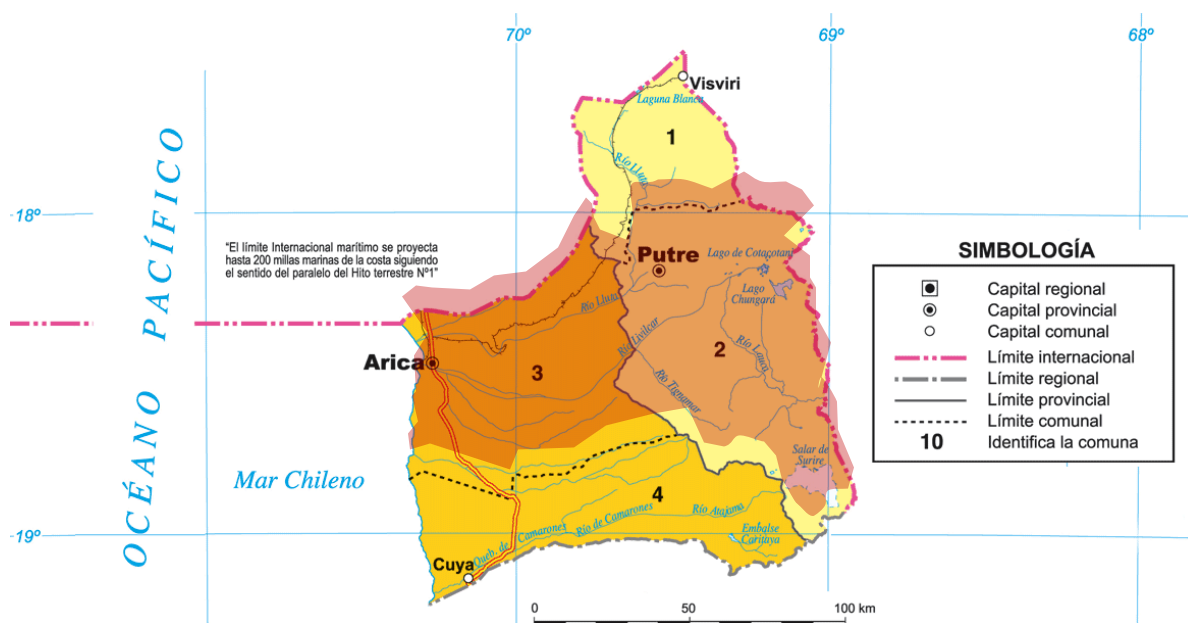 70º
69º
68º
Visviri
Laguna Blanca
1
Río Lluta
18º
OCÉANO PACÍFICO
"El límite Internacional marítimo se proyecta
hasta 200 millas marinas de la costa siguiendo
el sentido del paralelo del Hito terrestre Nº1"
Putre
Lago de Cotacotani
Lago
Chungará
Río Lluta
Río Livilcar
2
Río Lauca
Arica
3
Río Tignamar
Salar de
Surire
Mar Chileno
4
Río Atajama
Río de Camarones
Queb. de Camarones
Embalse
Caritaya
19º
Cuya
0
50
100 km
SIMBOLOGÍA
Capital regional
Capital provincial
Capital comunal
Límite internacional
Límite regional
Límite provincial
Límite comunal
10 Identifica la comuna